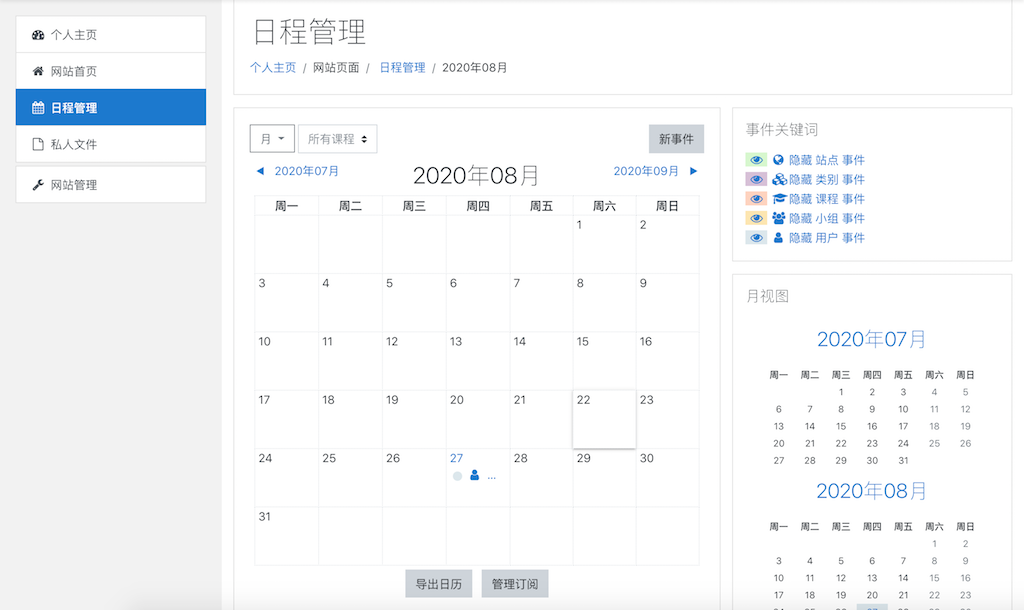 个人主页
网站首页
日程管理
私人文件
网站管理
日程管理
个人主页 / 网站页面 / 日程管理 / 2020年08月
月 所有课程 新事件
◀ 2020年07月 2020年08月 2020年09月 ▶
周一 周二 周三 周四 周五 周六 周日
1 2
3 4 5 6 7 8 9
10 11 12 13 14 15 16
17 18 19 20 21 22 23
24 25 26 27 28 29 30
...
31
导出日历 管理订阅
事件关键词
隐藏 站点 事件
隐藏 类别 事件
隐藏 课程 事件
隐藏 小组 事件
隐藏 用户 事件
月视图
2020年07月
周一 周二 周三 周四 周五 周六 周日
1 2 3 4 5
6 7 8 9 10 11 12
13 14 15 16 17 18 19
20 21 22 23 24 25 26
27 28 29 30 31
2020年08月
周一 周二 周三 周四 周五 周六 周日
1 2
3 4 5 6 7 8 9
10 11 12 13 14 15 16
17 18 19 20 21 22 23